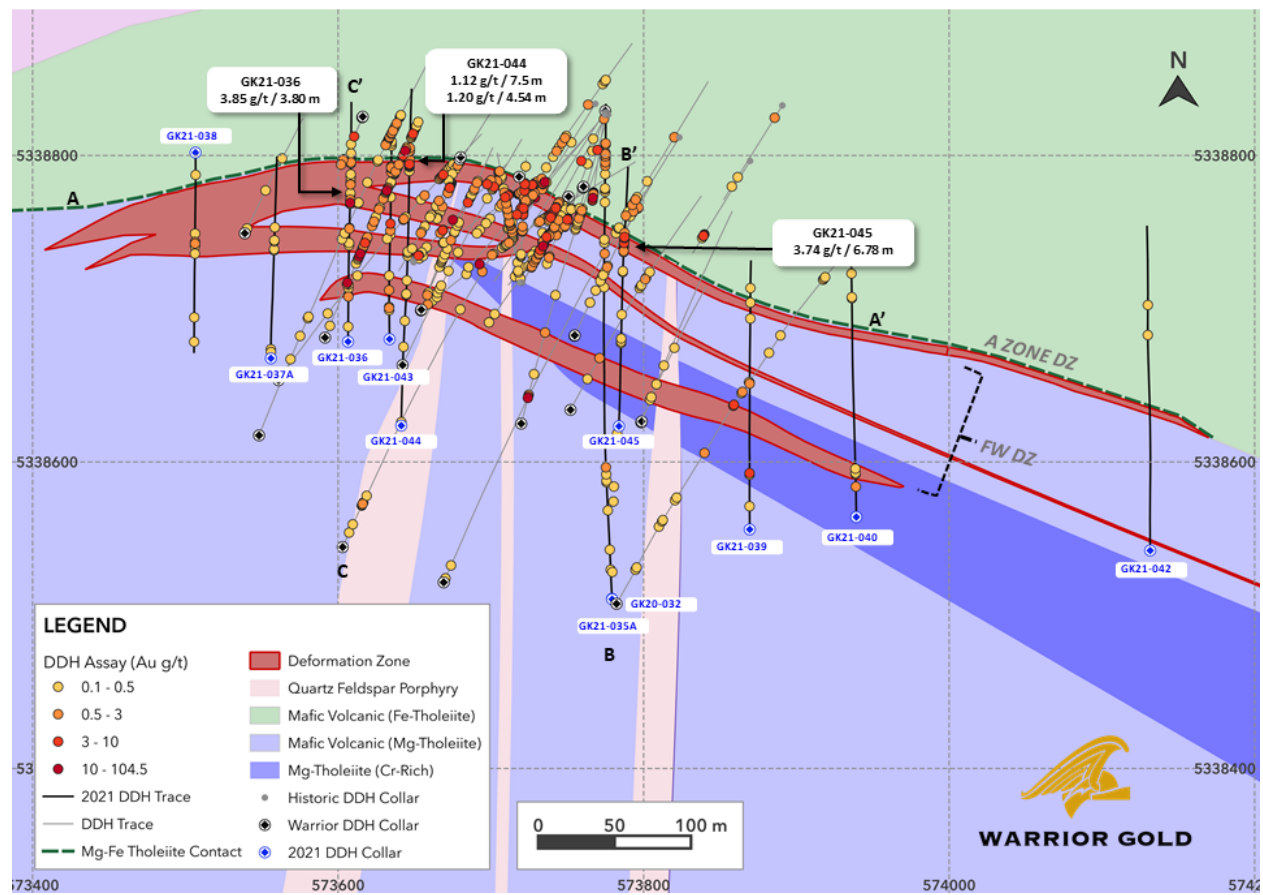 GK21-036
3.85 g/t / 3.80 m
C'
GK21-044
1.12 g/t / 7.5 m
1.20 g/t / 4.54 m
N
GK21-038
5338800
B'
5338800
A
GK21-045
3.74 g/t / 6.78 m
A'
A ZONE DZ
GK21-037A
GK21-036
GK21-043
GK21-044
GK21-045
FW DZ
5338600
5338600
GK21-039
GK21-040
GK21-042
C
GK20-032
GK21-035A
B
LEGEND
DDH Assay (Au g/t)
0.1 - 0.5
0.5 - 3
3 - 10
10 - 104.5
2021 DDH Trace
DDH Trace
Mg-Fe Tholeiite Contact
Deformation Zone
Quartz Feldspar Porphyry
Mafic Volcanic (Fe-Tholeiite)
Mafic Volcanic (Mg-Tholeiite)
Mg-Tholeiite (Cr-Rich)
Historic DDH Collar
Warrior DDH Collar
2021 DDH Collar
53
5338400
0 50 100 m
WARRIOR GOLD
573400
573600
573800
574000
5742